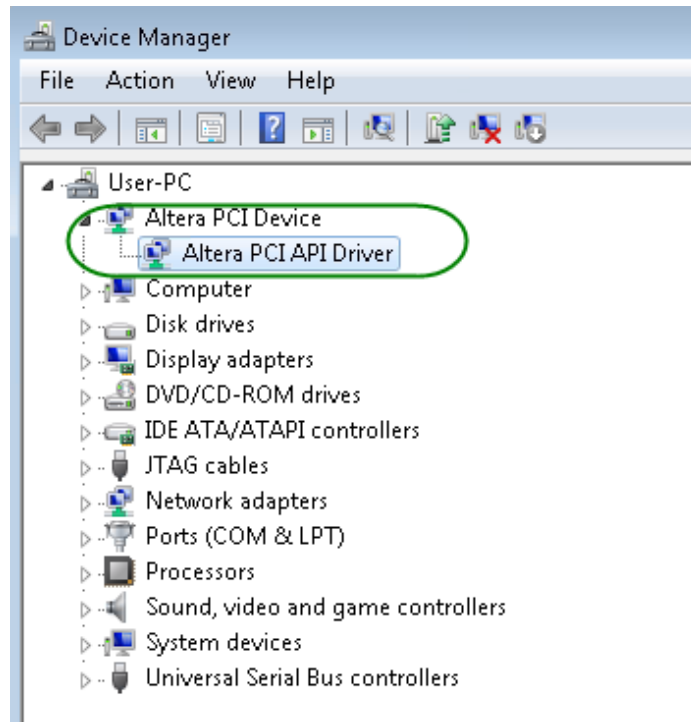 Device Manager
File Action View Help
User-PC
Altera PCI Device
Altera PCI API Driver
Computer
Disk drives
Display adapters
DVD/CD-ROM drives
IDE ATA/ATAPI controllers
JTAG cables
Network adapters
Ports (COM & LPT)
Processors
Sound, video and game controllers
System devices
Universal Serial Bus controllers